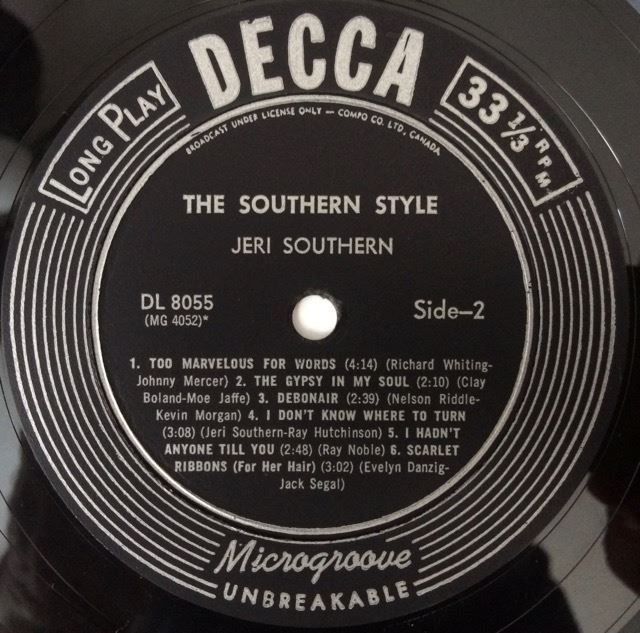 DECCA
LONG PLAY
33 1/3 RPM
BROADCAST UNDER LICENSE ONLY — COMPO CO. LTD., CANADA
THE SOUTHERN STYLE
JERI SOUTHERN
DL 8055
(MG 4052)*
Side-2
1. TOO MARVELOUS FOR WORDS (4:14) (Richard Whiting-
Johnny Mercer) 2. THE GYPSY IN MY SOUL (2:10) (Clay
Boland-Moe Jaffe) 3. DEBONAIR (2:39) (Nelson Riddle-
Kevin Morgan) 4. I DON'T KNOW WHERE TO TURN
(3:08) (Jeri Southern-Ray Hutchinson) 5. I HADN'T
ANYONE TILL YOU (2:48) (Ray Noble) 6. SCARLET
RIBBONS (For Her Hair) (3:02) (Evelyn Danzig-
Jack Segal)
Microgroove
UNBREAKABLE